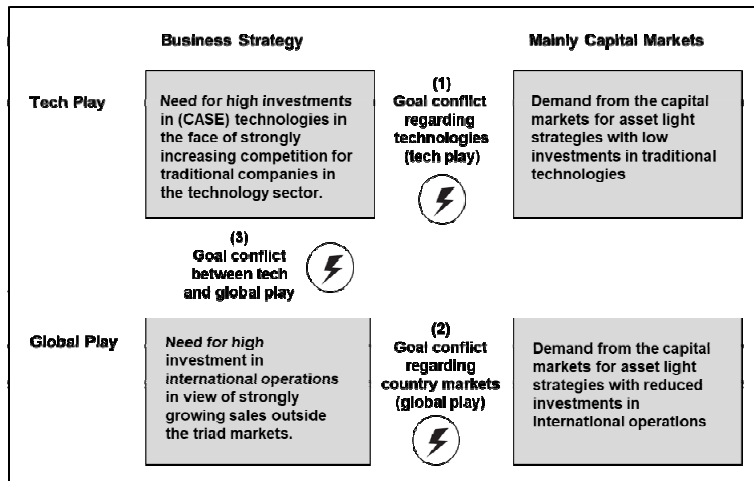 Business Strategy
Mainly Capital Markets
Tech Play
Need for high investments
in (CASE) technologies in
the face of strongly
increasing competition for
traditional companies in
the technology sector.
(1)
Goal conflict
regarding
technologies
(tech play)
Demand from the capital
markets for asset light
strategies with low
investments in traditional
technologies
(3)
Goal conflict
between tech
and global play
Global Play
Need for high
investment in
international operations
in view of strongly
growing sales outside
the triad markets.
(2)
Goal conflict
regarding
country markets
(global play)
Demand from the capital
markets for asset light
strategies with reduced
investments in
international operations